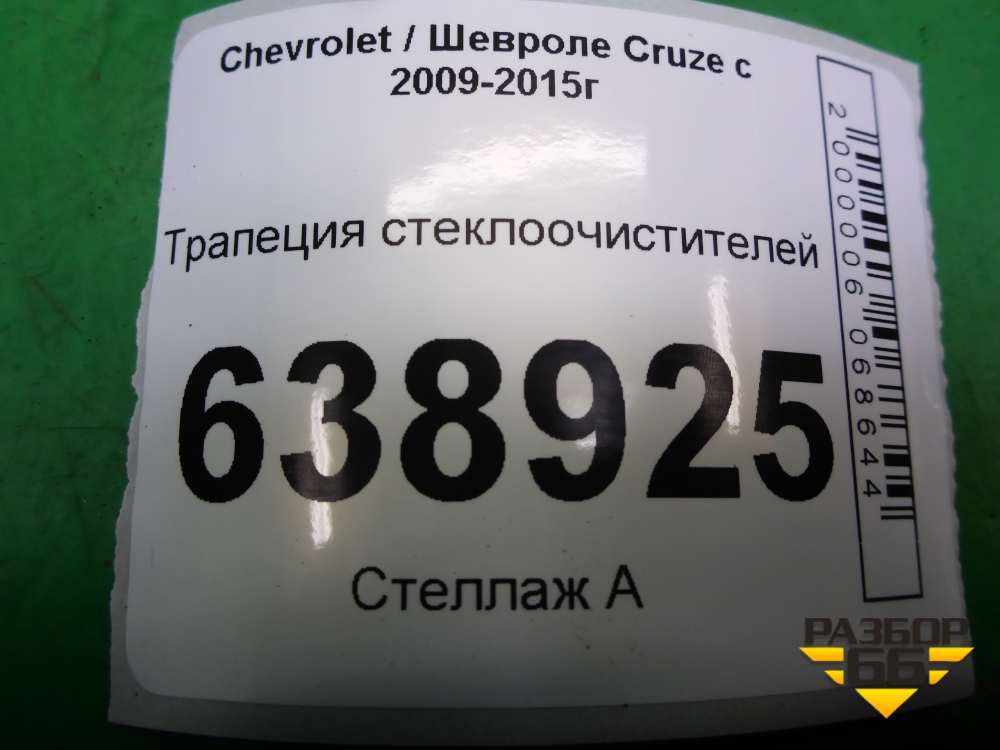 Chevrolet / Шевроле Cruze с
2009-2015г
Трапеция стеклоочистителей
638925
Стеллаж А
2000006068644
РАЗБОР
66